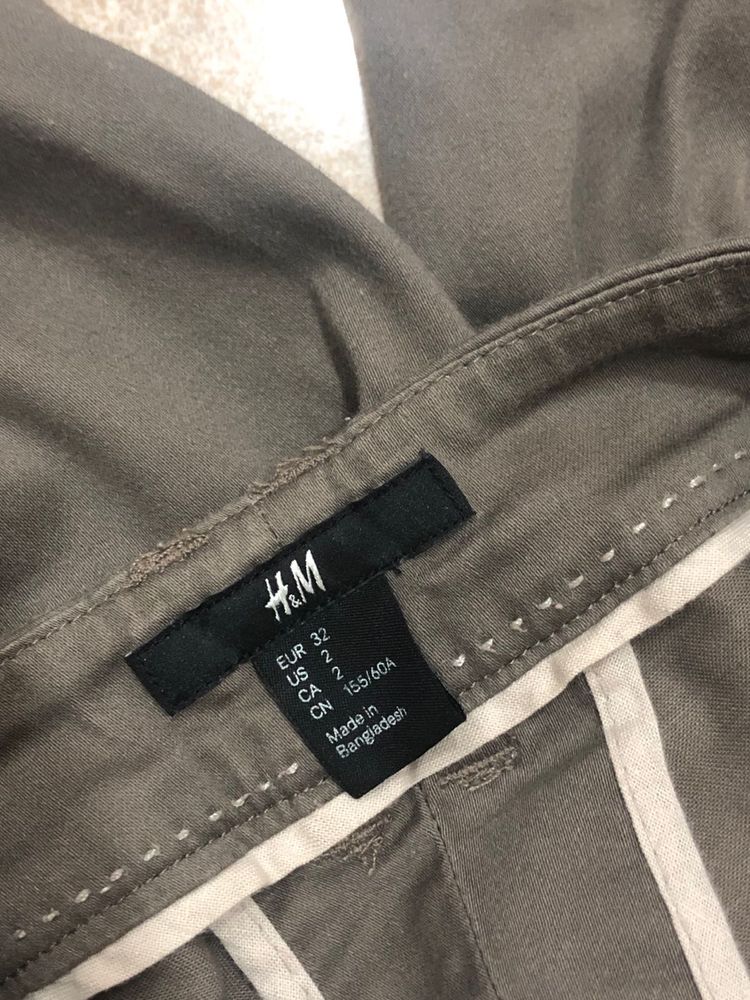 H&M
EUR 32
US 2
CA 2
CN 155/60A
Made in
Bangladesh